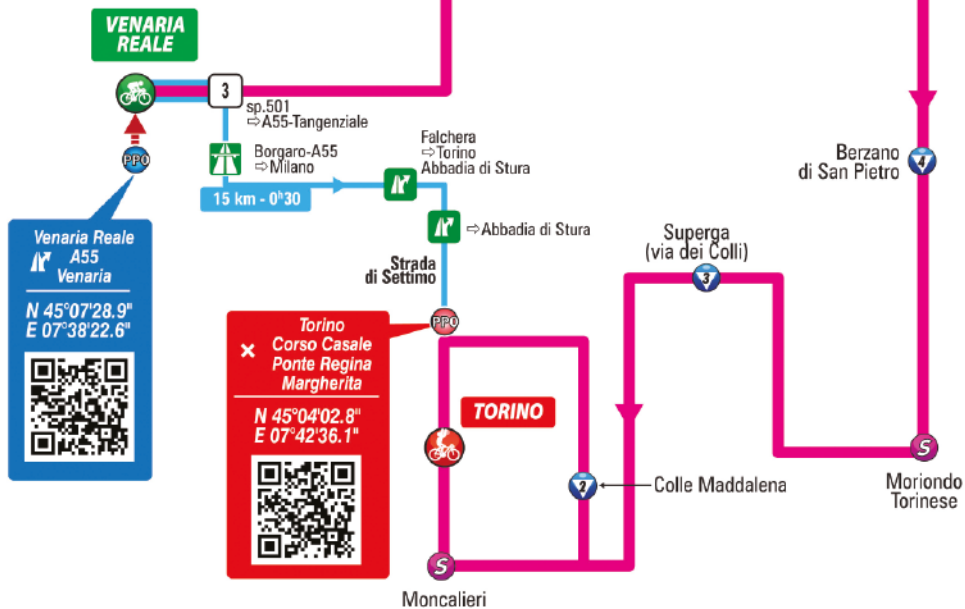 VENARIA
REALE
3
sp.501
⇨A55-Tangenziale
PPO
Borgaro-A55
⇨Milano
15 km - 0ʰ30
Falchera
⇨Torino
Abbadia di Stura
⇨Abbadia di Stura
Strada
di Settimo
PPO
Venaria Reale
A55
Venaria
N 45°07'28.9"
E 07°38'22.6"
Torino
Corso Casale
Ponte Regina
Margherita
N 45°04'02.8"
E 07°42'36.1"
TORINO
2
Colle Maddalena
S
Moncalieri
Superga
(via dei Colli)
3
Berzano
di San Pietro
4
S
Moriondo
Torinese